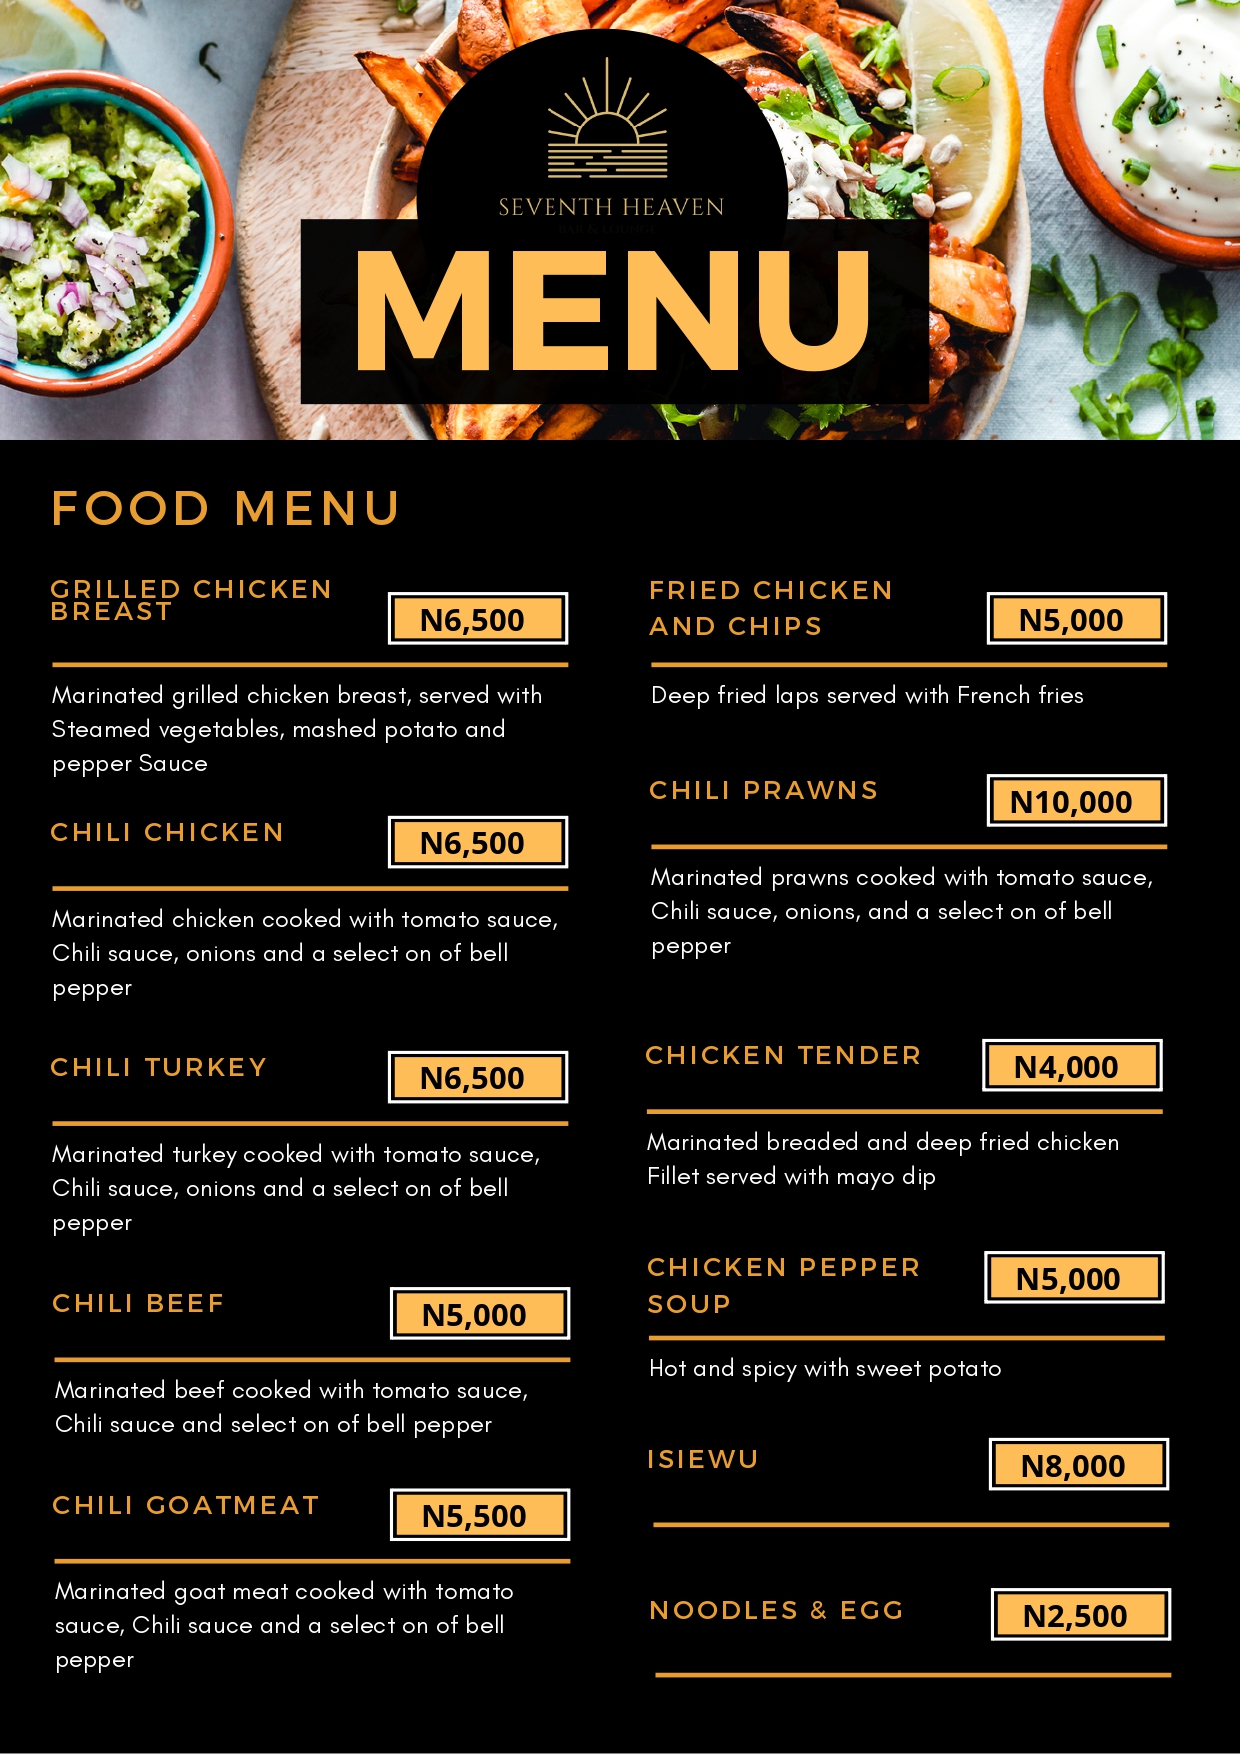 SEVENTH HEAVEN
BAR & LOUNGE
MENU
FOOD MENU
GRILLED CHICKEN
BREAST
N6,500
Marinated grilled chicken breast, served with
Steamed vegetables, mashed potato and
pepper Sauce
CHILI CHICKEN
N6,500
Marinated chicken cooked with tomato sauce,
Chili sauce, onions and a select on of bell
pepper
CHILI TURKEY
N6,500
Marinated turkey cooked with tomato sauce,
Chili sauce, onions and a select on of bell
pepper
CHILI BEEF
N5,000
Marinated beef cooked with tomato sauce,
Chili sauce and select on of bell pepper
CHILI GOATMEAT
N5,500
Marinated goat meat cooked with tomato
sauce, Chili sauce and a select on of bell
pepper
FRIED CHICKEN
AND CHIPS
N5,000
Deep fried laps served with French fries
CHILI PRAWNS
N10,000
Marinated prawns cooked with tomato sauce,
Chili sauce, onions, and a select on of bell
pepper
CHICKEN TENDER
N4,000
Marinated breaded and deep fried chicken
Fillet served with mayo dip
CHICKEN PEPPER
SOUP
N5,000
Hot and spicy with sweet potato
ISIEWU
N8,000
NOODLES & EGG
N2,500